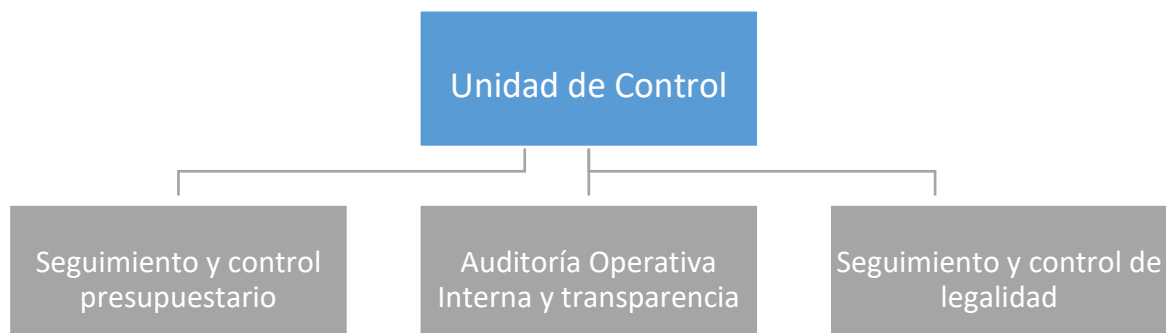 Unidad de Control
Seguimiento y control
presupuestario
Auditoría Operativa
Interna y transparencia
Seguimiento y control de
legalidad